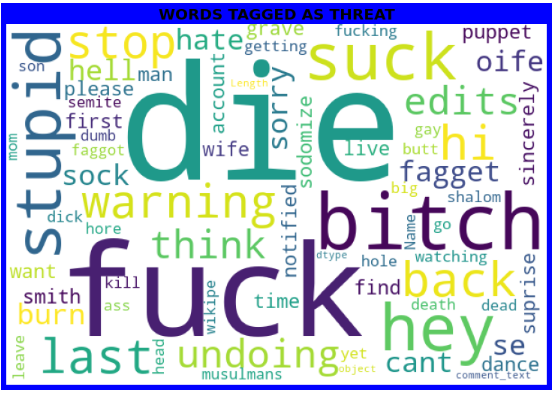 WORDS TAGGED AS THREAT
stop
hate
grave
fucking
puppet
getting
suck
oife
son
hell
man
account
Length
sorry
please
semite
first
edits
sincerely
stupid
die
dumb
hi
gay
mom
faggot
wife
sodomize
live
butt
sock
fagget
big
shalom
warning
bitch
dick
hore
think
notified
Name
go
dtype
hole
watching
want
fuck
back
suprise
smith
kill
find
death
dead
burn
ass
wikipe
time
hey
last
undoing
yet
se
cant
dance
leave
head
object
musulmans
comment_text